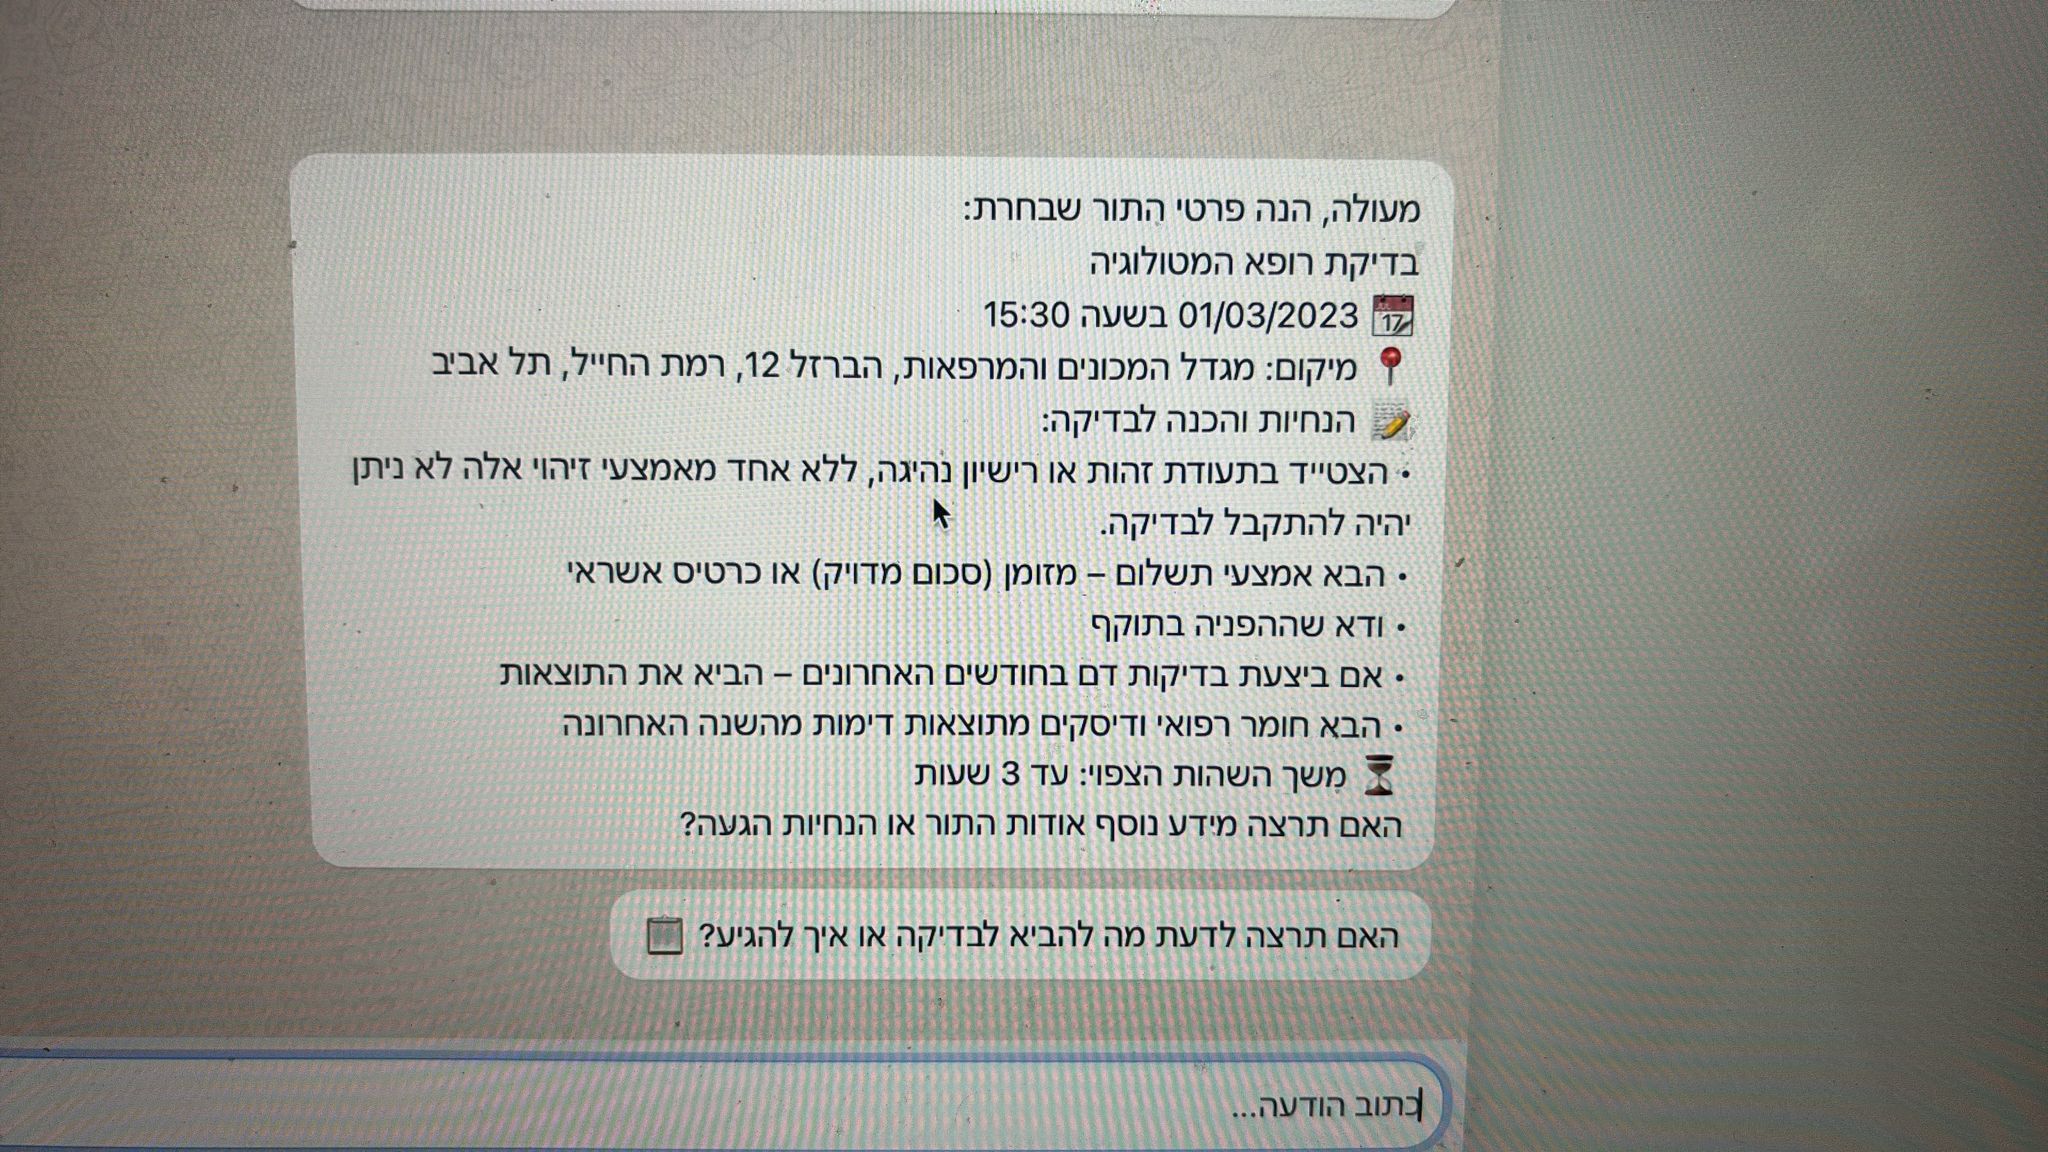 מעולה, הנה פרטי התור שבחרת:
בדיקת רופא המטולוגיה
17 01/03/2023 בשעה 15:30
מיקום: מגדל המכונים והמרפאות, הברזל 12, רמת החייל, תל אביב
הנחיות והכנה לבדיקה:
• הצטייד בתעודת זהות או רישיון נהיגה, ללא אחד מאמצעי זיהוי אלה לא ניתן
יהיה להתקבל לבדיקה.
• הבא אמצעי תשלום – מזומן (סכום מדויק) או כרטיס אשראי
• ודא שההפניה בתוקף
• אם ביצעת בדיקות דם בחודשים האחרונים – הביא את התוצאות
• הבא חומר רפואי ודיסקים מתוצאות דימות מהשנה האחרונה
משך השהות הצפוי: עד 3 שעות
האם תרצה מידע נוסף אודות התור או הנחיות הגעה?
האם תרצה לדעת מה להביא לבדיקה או איך להגיע?
כתוב הודעה...